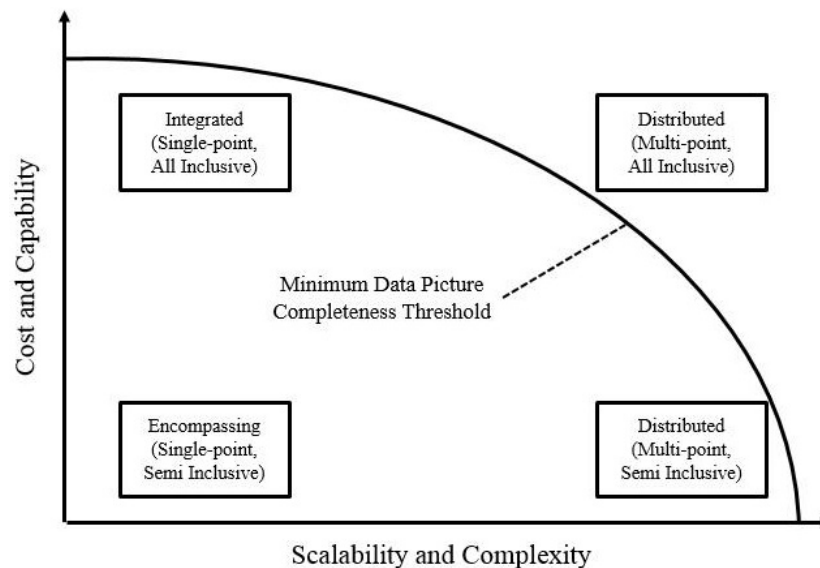 Cost and Capability
Integrated
(Single-point,
All Inclusive)
Distributed
(Multi-point,
All Inclusive)
Minimum Data Picture
Completeness Threshold
Encompassing
(Single-point,
Semi Inclusive)
Distributed
(Multi-point,
Semi Inclusive)
Scalability and Complexity